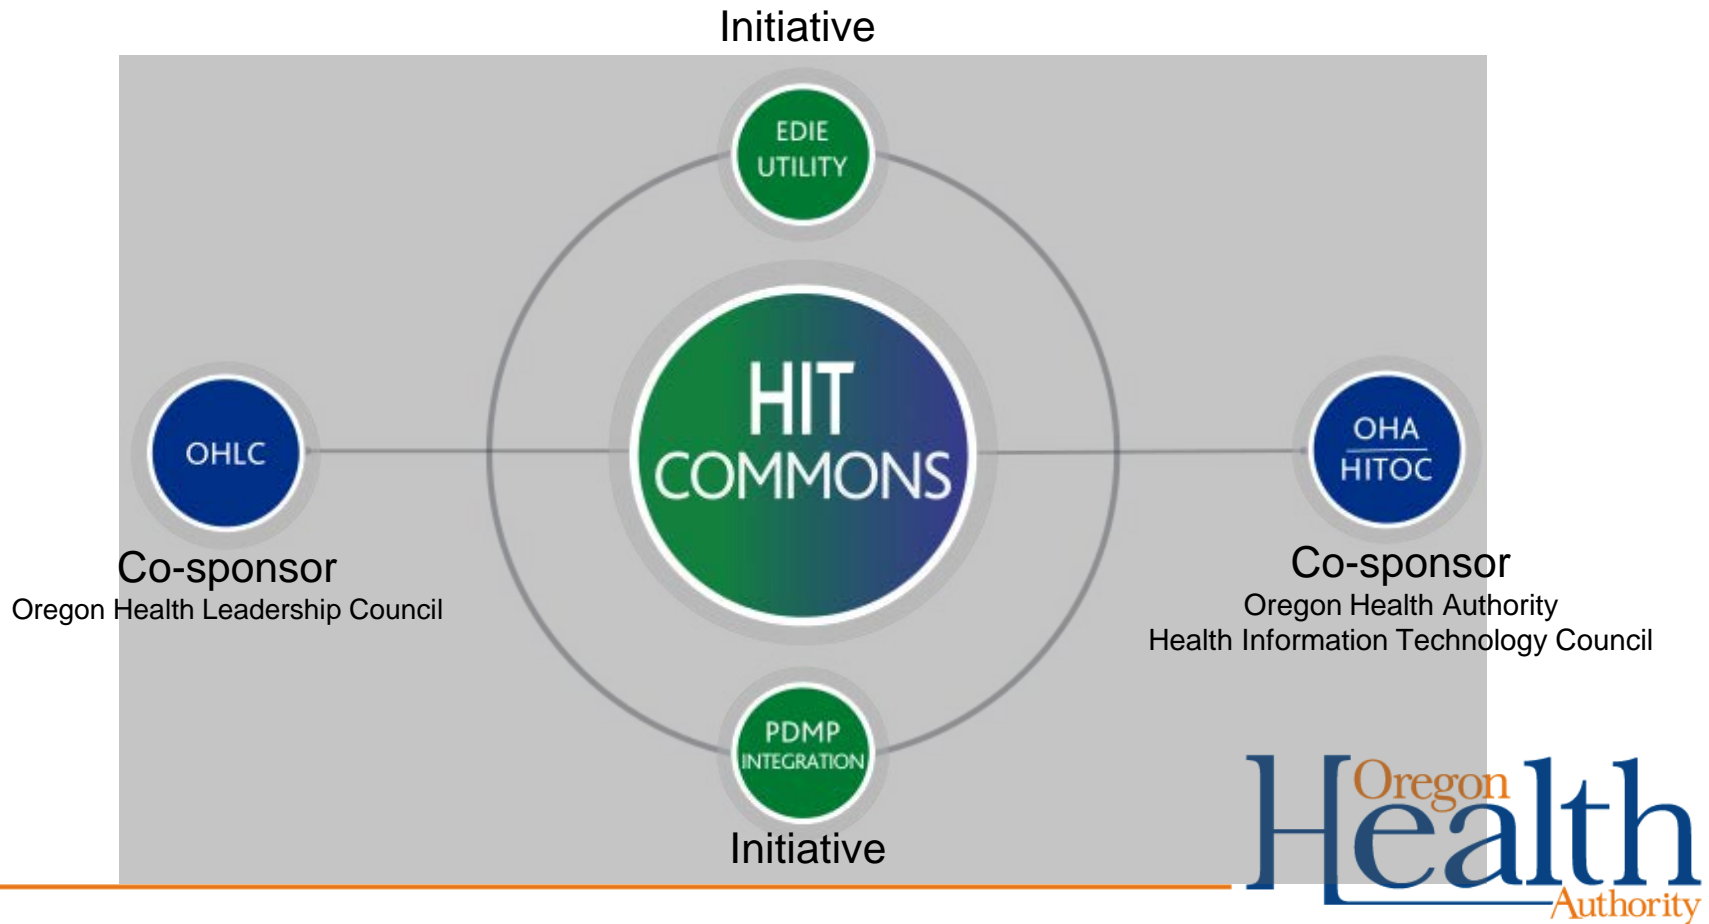 Initiative
EDIE
UTILITY
HIT
COMMONS
OHLC
OHA
HITOC
Co-sponsor
Oregon Health Leadership Council
Co-sponsor
Oregon Health Authority
Health Information Technology Council
PDMP
INTEGRATION
Initiative
Oregon
Health
Authority